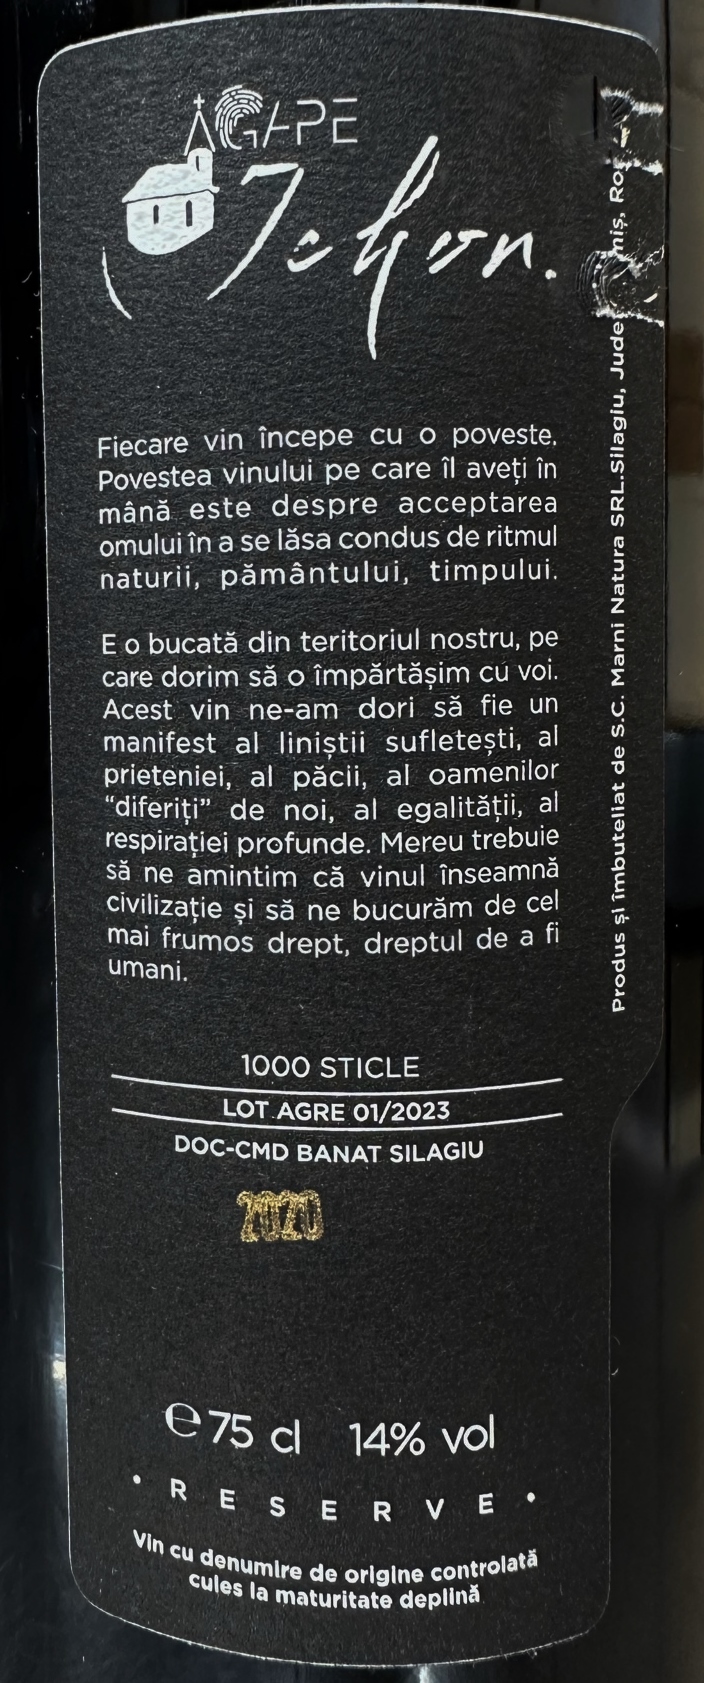 AGAPE
Fiecare vin începe cu o poveste.
Povestea vinului pe care îl aveți în
mână este despre acceptarea
omului în a se lăsa condus de ritmul
naturii, pământului, timpului.
E o bucată din teritoriul nostru, pe
care dorim să o împărtășim cu voi.
Acest vin ne-am dori să fie un
manifest al liniștii sufletești, al
prieteniei, al păcii, al oamenilor
“diferiți” de noi, al egalității, al
respirației profunde. Mereu trebuie
să ne amintim că vinul înseamnă
civilizație și să ne bucurăm de cel
mai frumos drept, dreptul de a fi
umani.
1000 STICLE
LOT AGRE 01/2023
DOC-CMD BANAT SILAGIU
2020
℮ 75 cl 14% vol
• RESERVE •
Vin cu denumire de origine controlată
cules la maturitate deplină
Produs și îmbuteliat de S.C. Marni Natura SRL.Silagiu,